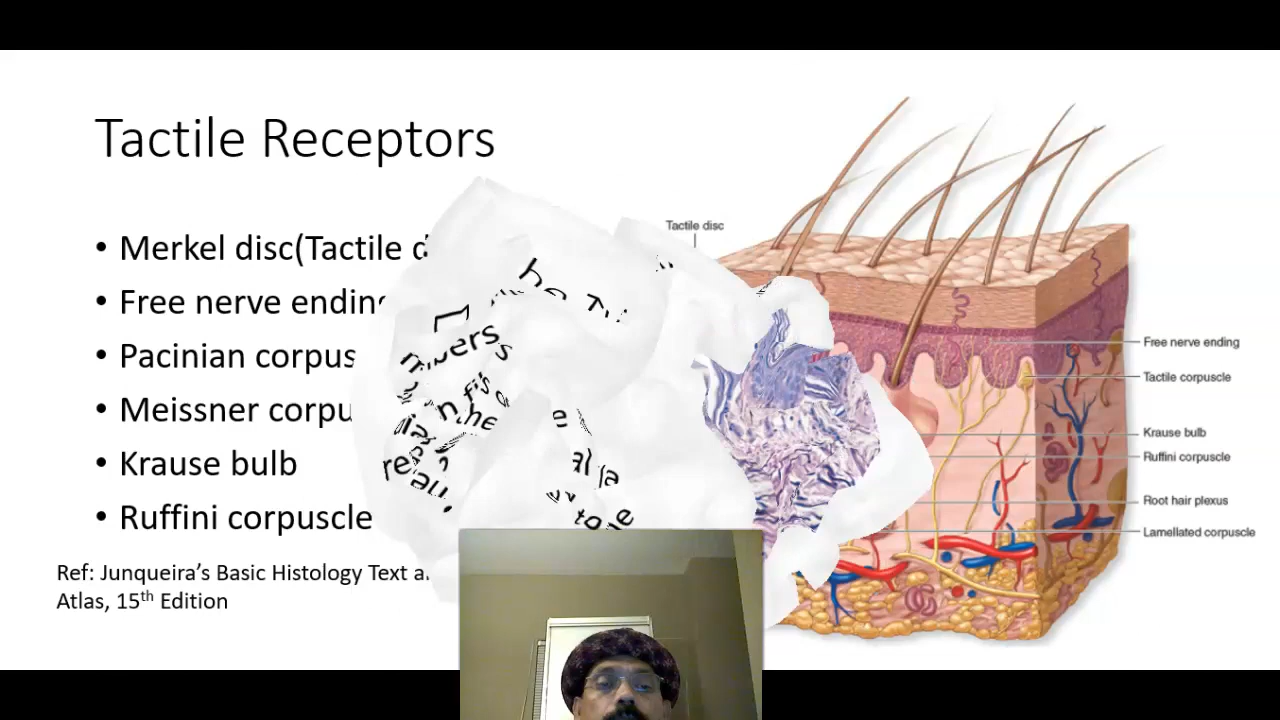 Tactile Receptors
• Merkel disc(Tactile
• Free nerve ending
• Pacinian corpus
• Meissner corpu
• Krause bulb
• Ruffini corpuscle
Ref: Junqueira's Basic Histology Text
Atlas, 15th Edition
Tactile disc
Free nerve ending
Tactile corpuscle
Krause bulb
Ruffini corpuscle
Root hair plexus
Lamellated corpuscle